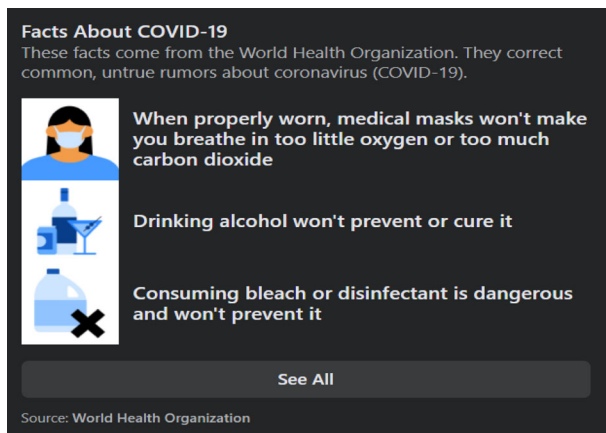 Facts About COVID-19
These facts come from the World Health Organization. They correct
common, untrue rumors about coronavirus (COVID-19).
When properly worn, medical masks won't make
you breathe in too little oxygen or too much
carbon dioxide
Drinking alcohol won't prevent or cure it
Consuming bleach or disinfectant is dangerous
and won't prevent it
See All
Source: World Health Organization